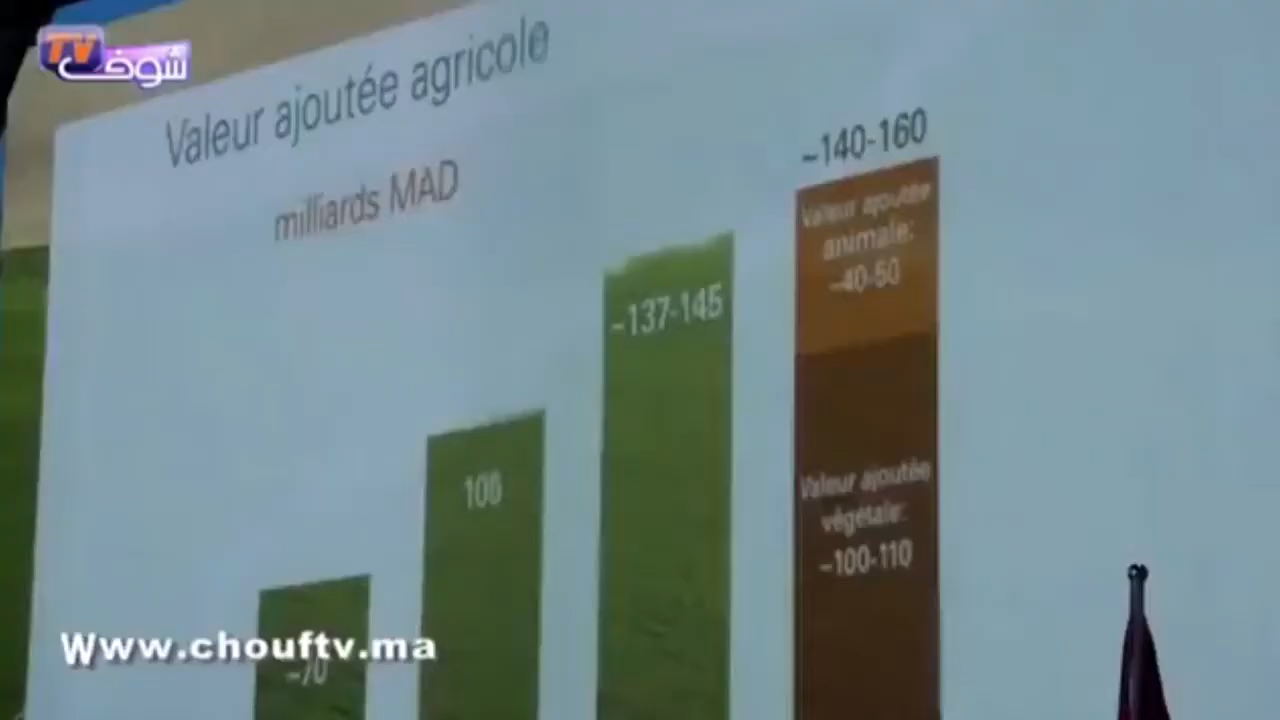 TV
شوف
Valeur ajoutée agricole
milliards MAD
~140-160
Valeur ajoutée
animale:
~40-50
~137-145
Valeur ajoutée
végétale:
~100-110
~70
Www.chouftv.ma